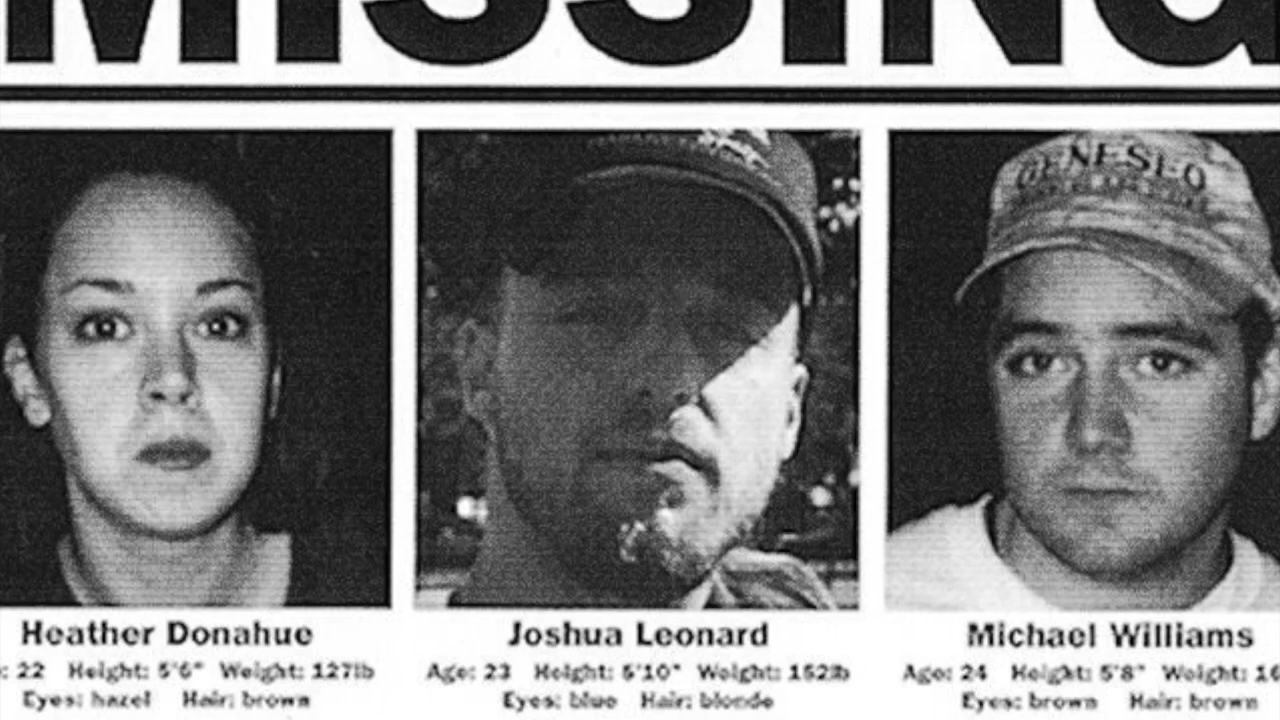 MISSING
GENESEO
Heather Donahue
Joshua Leonard
Michael Williams
: 22 Height: 5'6" Weight: 127lb
Age: 23 Height: 5'10" Weight: 152lb
Age: 24 Height: 5'8" Weight: 16
Eyes: hazel Hair: brown
Eyes: blue Hair: blonde
Eyes: brown Hair: brown